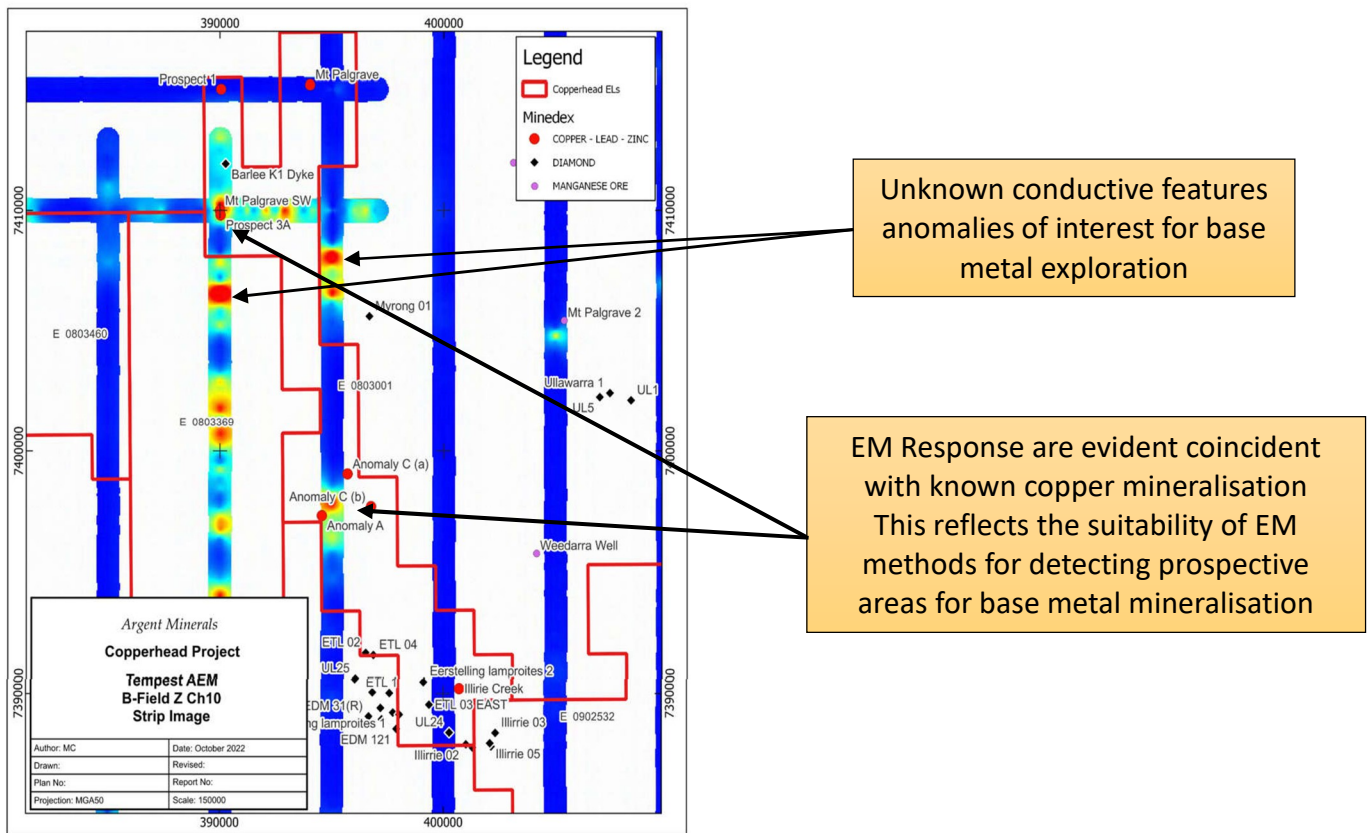 390000
400000
Legend
Copperhead ELs
Minedex
COPPER - LEAD - ZINC
DIAMOND
MANGANESE ORE
Prospect 1
Mt Palgrave
Barlee K1 Dyke
7410000
Mt Palgrave SW
7410000
Prospect 3A
Myrong 01
Mt Palgrave 2
E 0803460
E 0803001
Ullawarra 1
UL1
UL5
E 0803369
7400000
7400000
Anomaly C (a)
Anomaly C (b)
Anomaly A
Weedarra Well
ETL 02
ETL 04
UL25
Eerstelling lamproites 2
ETL 1
Illirie Creek
7390000
7390000
EDM 31(R)
ETL 03 EAST
E 0902532
ng lamproites 1
UL24
Illirrie 03
EDM 121
Illirrie 02
Illirrie 05
Argent Minerals
Copperhead Project
Tempest AEM
B-Field Z Ch10
Strip Image
Author: MC
Date: October 2022
Drawn:
Revised:
Plan No:
Report No:
Projection: MGA50
Scale: 150000
390000
400000
Unknown conductive features
anomalies of interest for base
metal exploration
EM Response are evident coincident
with known copper mineralisation
This reflects the suitability of EM
methods for detecting prospective
areas for base metal mineralisation